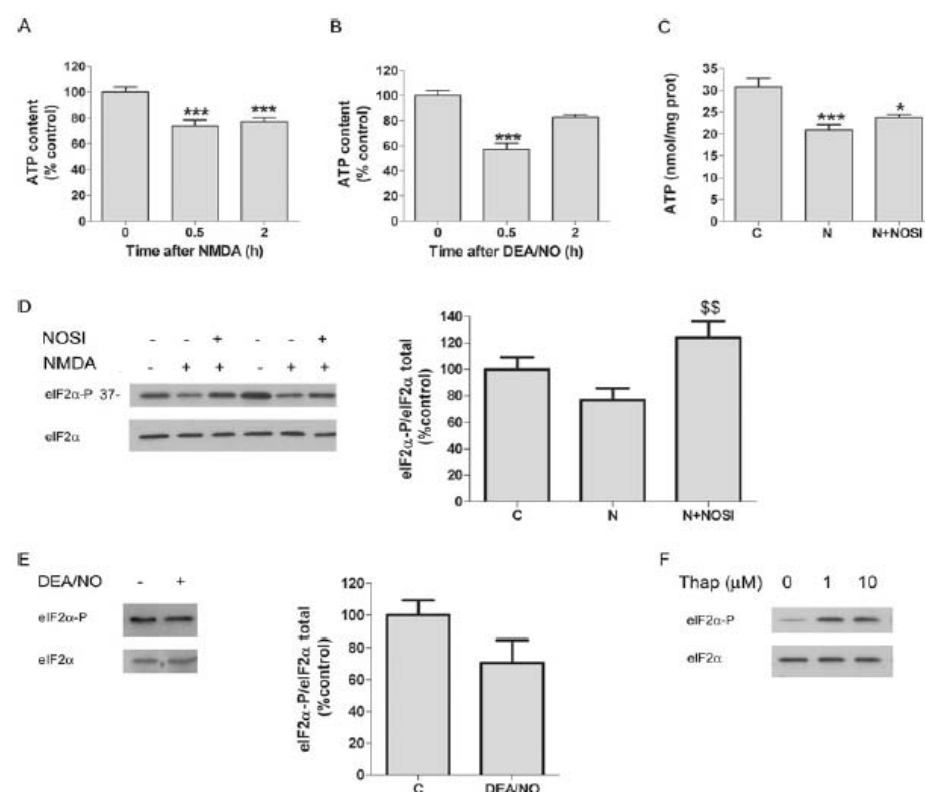 A
ATP content
(% control)
120
100
80
60
40
20
0
***
***
0
0.5
2
Time after NMDA (h)
B
ATP content
(% control)
120
100
80
60
40
20
0
***
0
0.5
2
Time after DEA/NO (h)
C
ATP (nmol/mg prot)
35
30
25
20
15
10
5
0
***
*
C
N
N+NOSI
D
NOSI - - + - - +
NMDA - + + - + +
eIF2α-P 37-
eIF2α
eIF2α-P/eIF2α total
(%control)
140
120
100
80
60
40
20
0
$$
C
N
N+NOSI
E
DEA/NO - +
eIF2α-P
eIF2α
eIF2α-P/eIF2α total
(%control)
120
100
80
60
40
20
0
C
DEA/NO
F
Thap (μM) 0 1 10
eIF2α-P
eIF2α